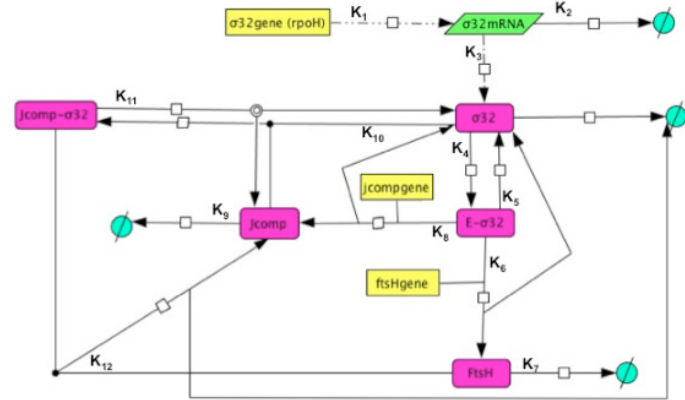 σ32gene (rpoH)
K1
σ32mRNA
K2
K3
Jcomp-σ32
K11
σ32
K10
K4
jcompgene
K5
K9
Jcomp
K8
E-σ32
K6
ftsHgene
K12
FtsH
K7